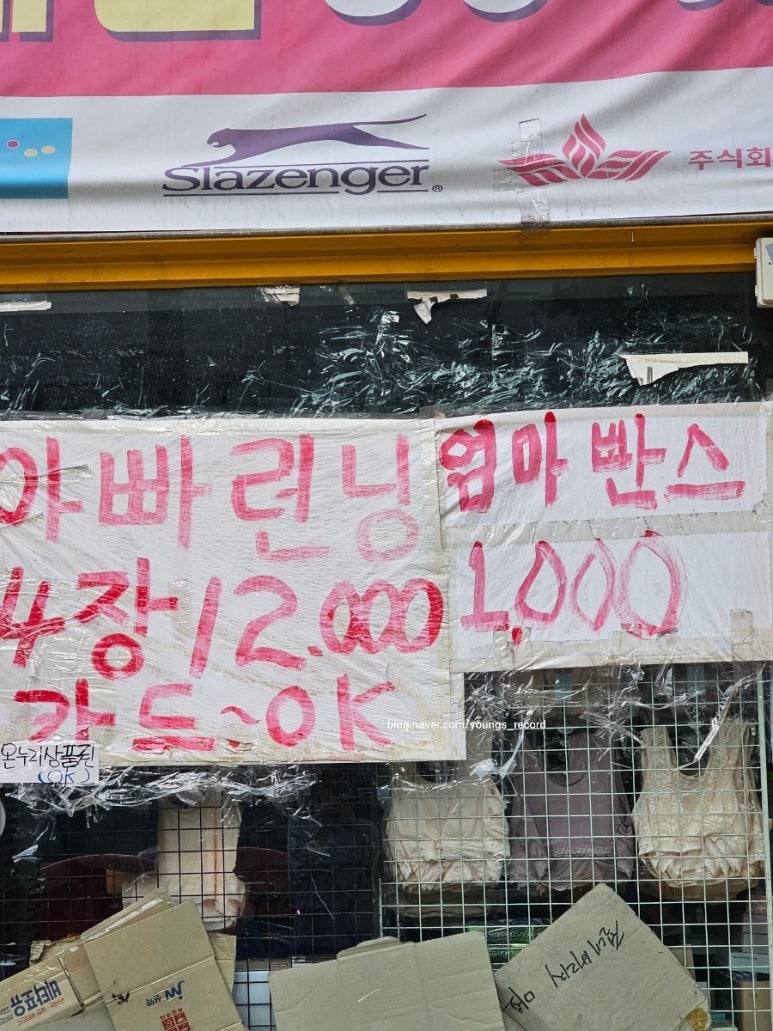 Slazenger®
주식회
아빠런닝
4장 12.000
카드~OK
엄마 빤스
1,000
온누리상품권
(OK)
blog.naver.com/youngs_record
JW